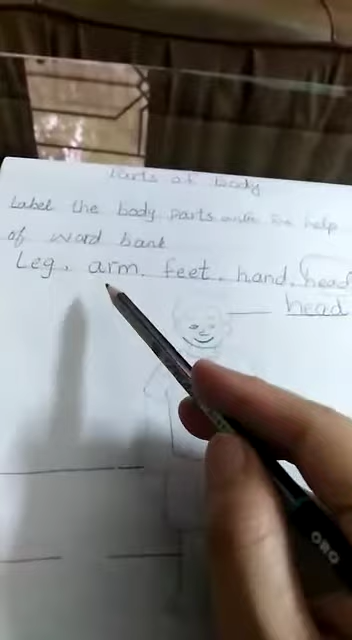 Parts of body
Label the body parts with the help
of word bank
Leg, arm, feet, hand, head
head
ORO